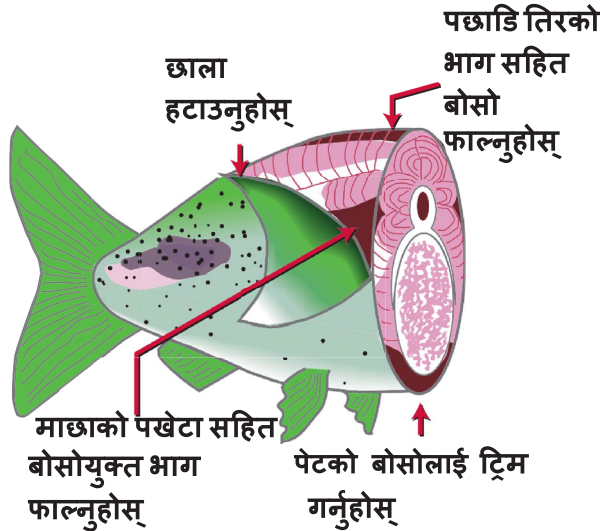 छाला
हटाउनुहोस्
पछाडि तिरको
भाग सहित
बोसो
फाल्नुहोस्
माछाको पखेटा सहित
बोसोयुक्त भाग
फाल्नुहोस्
पेटको बोसोलाई ट्रिम
गर्नुहोस्